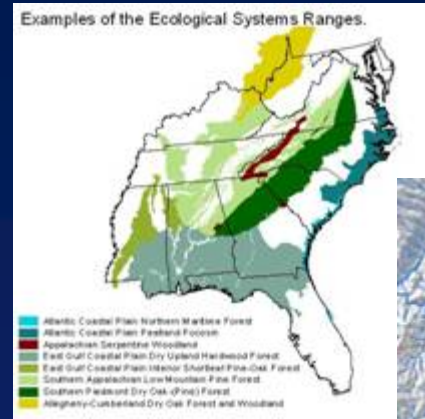 Examples of the Ecological Systems Ranges.
Atlantic Coastal Plain Northern Maritime Forest
Atlantic Coastal Plain Peatland Pocosin
Appalachian Serpentine Woodland
East Gulf Coastal Plain Dry Upland Hardwood Forest
East Gulf Coastal Plain Interior Shortleaf Pine-Oak Forest
Southern Appalachian Low Mountain Pine Forest
Southern Piedmont Dry Oak-(Pine) Forest
Allegheny-Cumberland Dry Oak Forest and Woodland